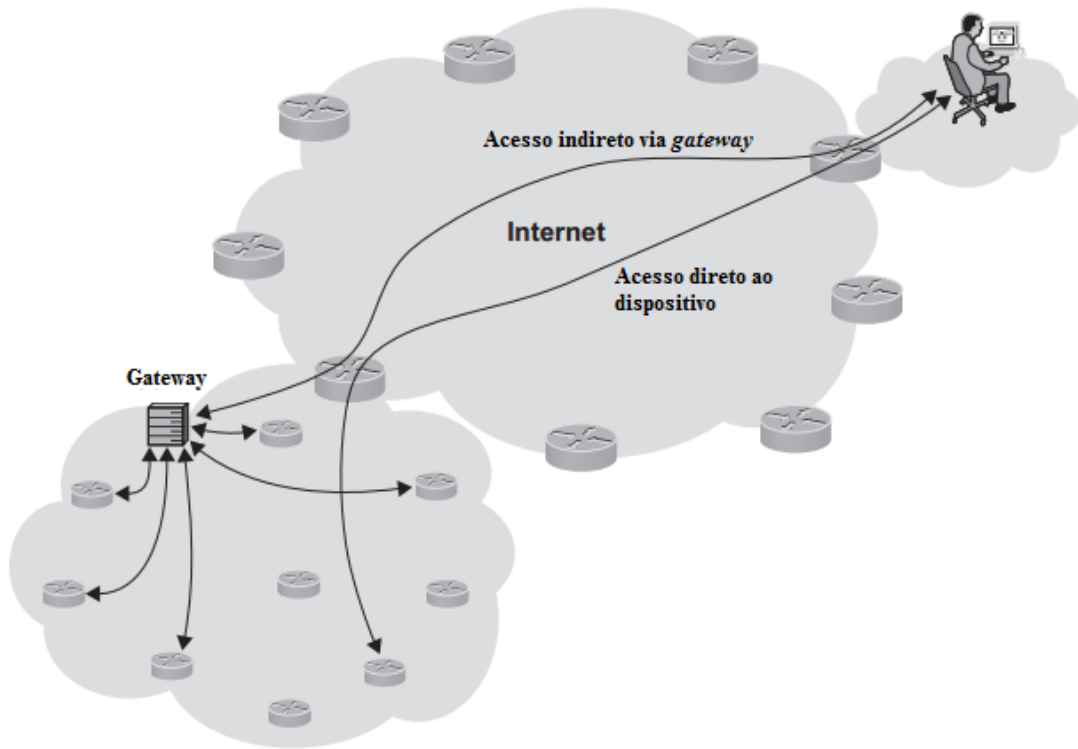 Acesso indireto via gateway
Internet
Acesso direto ao
dispositivo
Gateway